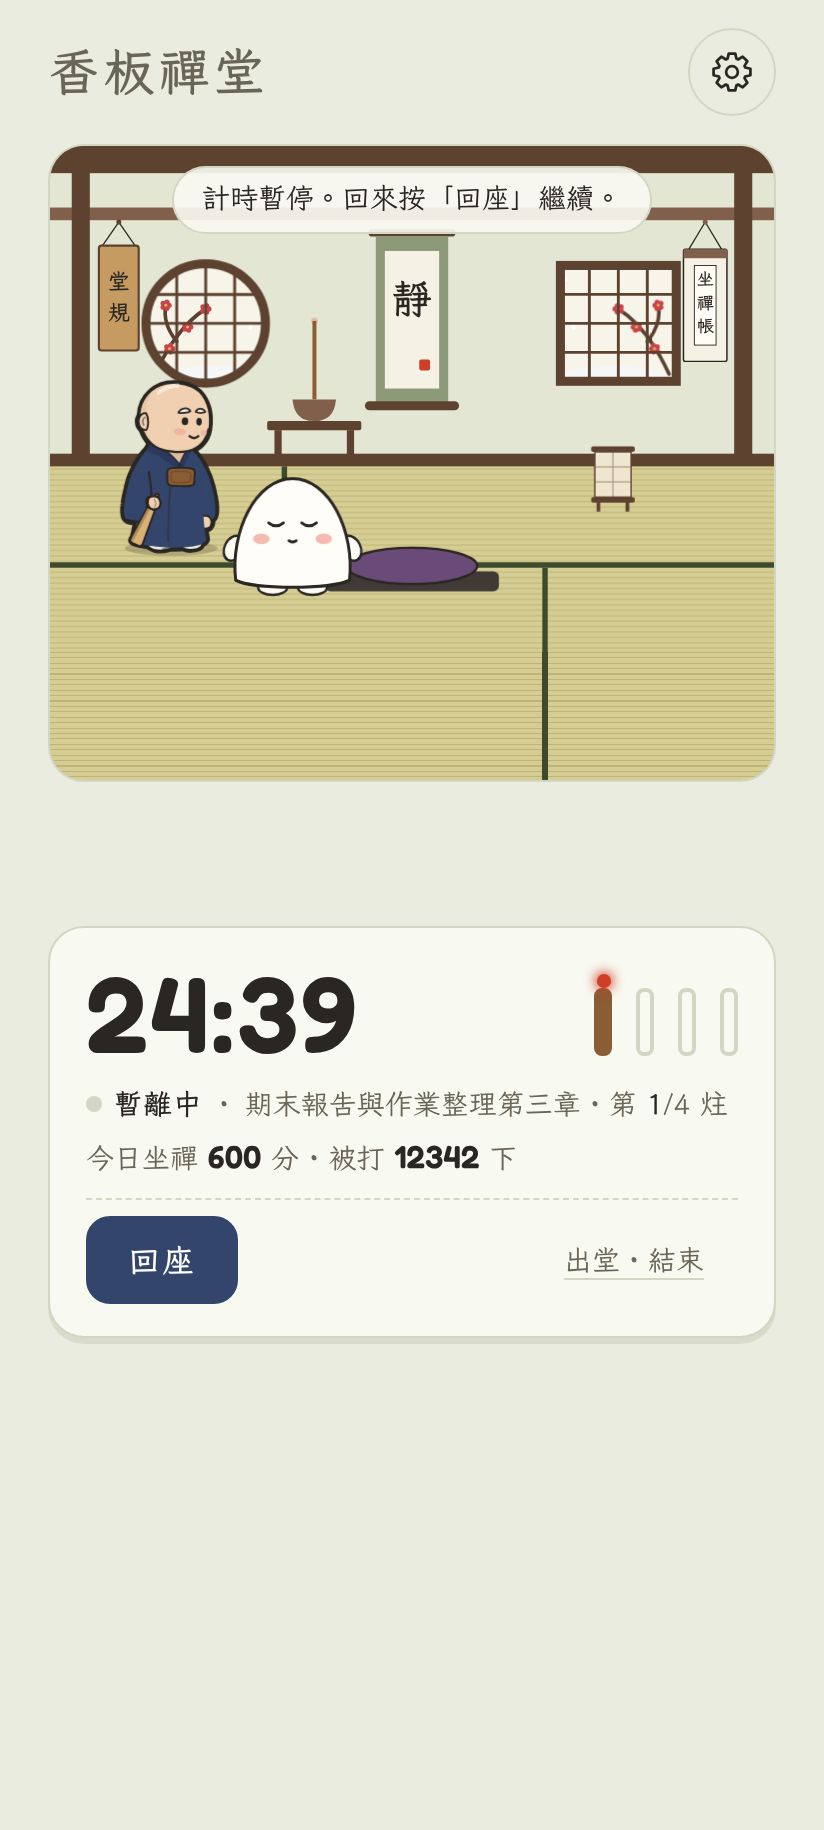 香板禪堂
計時暫停。回來按「回座」繼續。
堂規
靜
坐禪帳
24:39
暫離中 · 期末報告與作業整理第三章·第 1/4 炷
今日坐禪 600 分·被打 12342 下
回座
出堂·結束